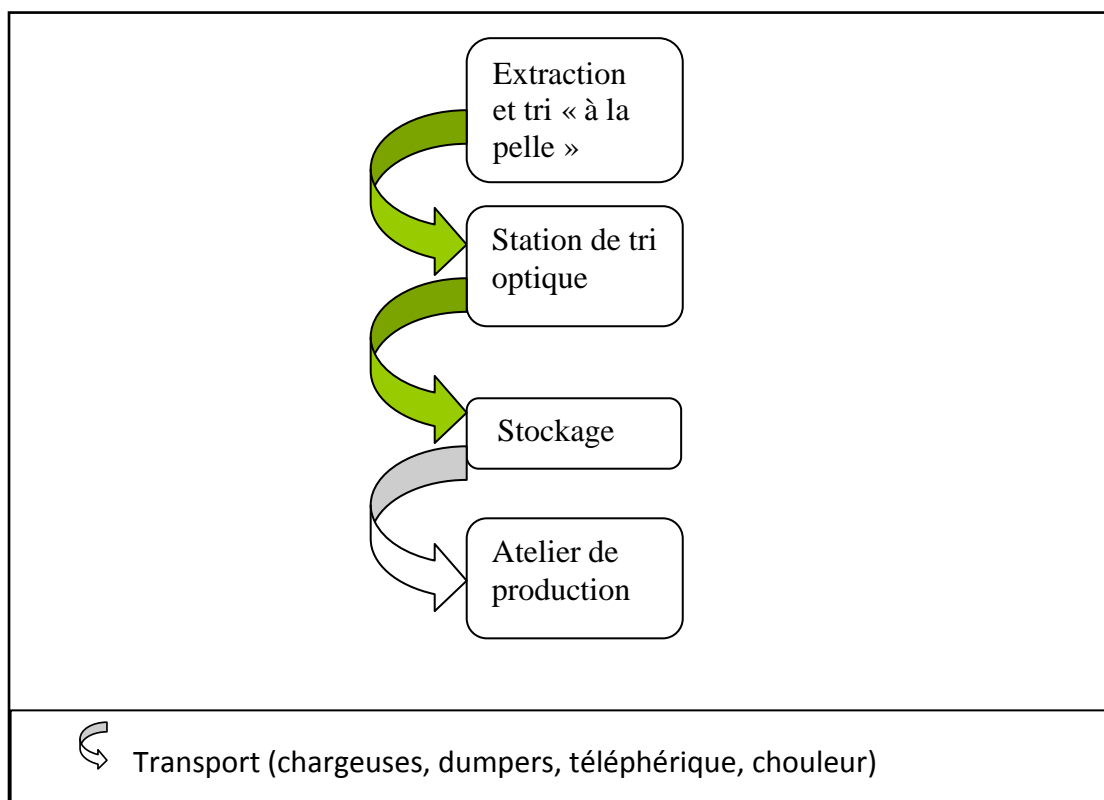 Extraction
et tri « à la
pelle »
Station de tri
optique
Stockage
Atelier de
production
Transport (chargeuses, dumpers, téléphérique, chouleur)